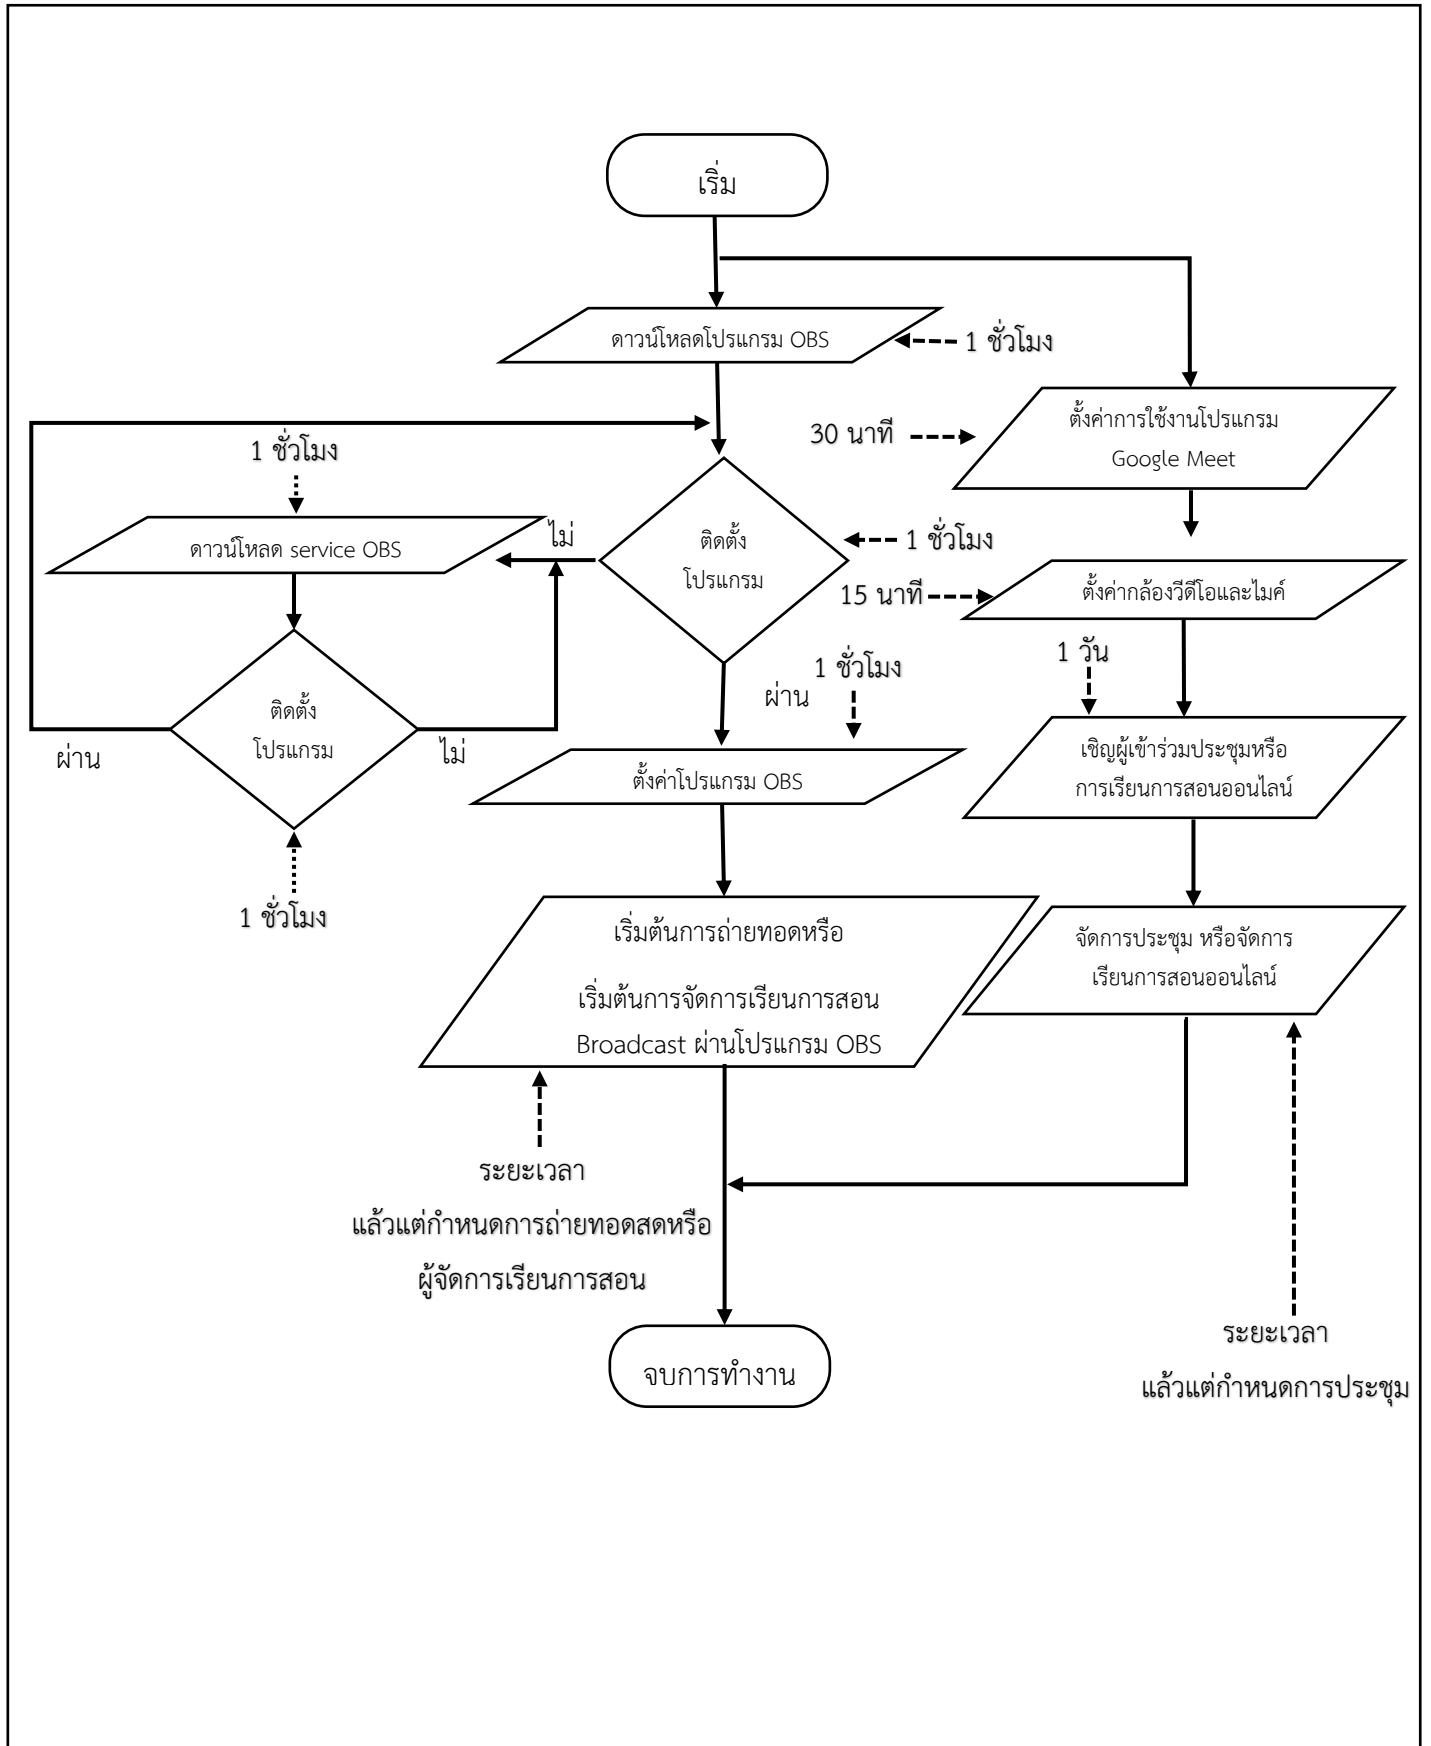 เริ่ม
ดาวน์โหลดโปรแกรม OBS
1 ชั่วโมง
ตั้งค่าการใช้งานโปรแกรม
Google Meet
30 นาที
1 ชั่วโมง
ดาวน์โหลด service OBS
ไม่
ติดตั้ง
โปรแกรม
1 ชั่วโมง
15 นาที
ตั้งค่ากล้องวีดีโอและไมค์
1 วัน
1 ชั่วโมง
ผ่าน
ติดตั้ง
โปรแกรม
ผ่าน
ไม่
ตั้งค่าโปรแกรม OBS
เชิญผู้เข้าร่วมประชุมหรือ
การเรียนการสอนออนไลน์
1 ชั่วโมง
เริ่มต้นการถ่ายทอดหรือ
เริ่มต้นการจัดการเรียนการสอน
Broadcast ผ่านโปรแกรม OBS
จัดการประชุม หรือจัดการ
เรียนการสอนออนไลน์
ระยะเวลา
แล้วแต่กำหนดการถ่ายทอดสดหรือ
ผู้จัดการเรียนการสอน
ระยะเวลา
แล้วแต่กำหนดการประชุม
จบการทำงาน